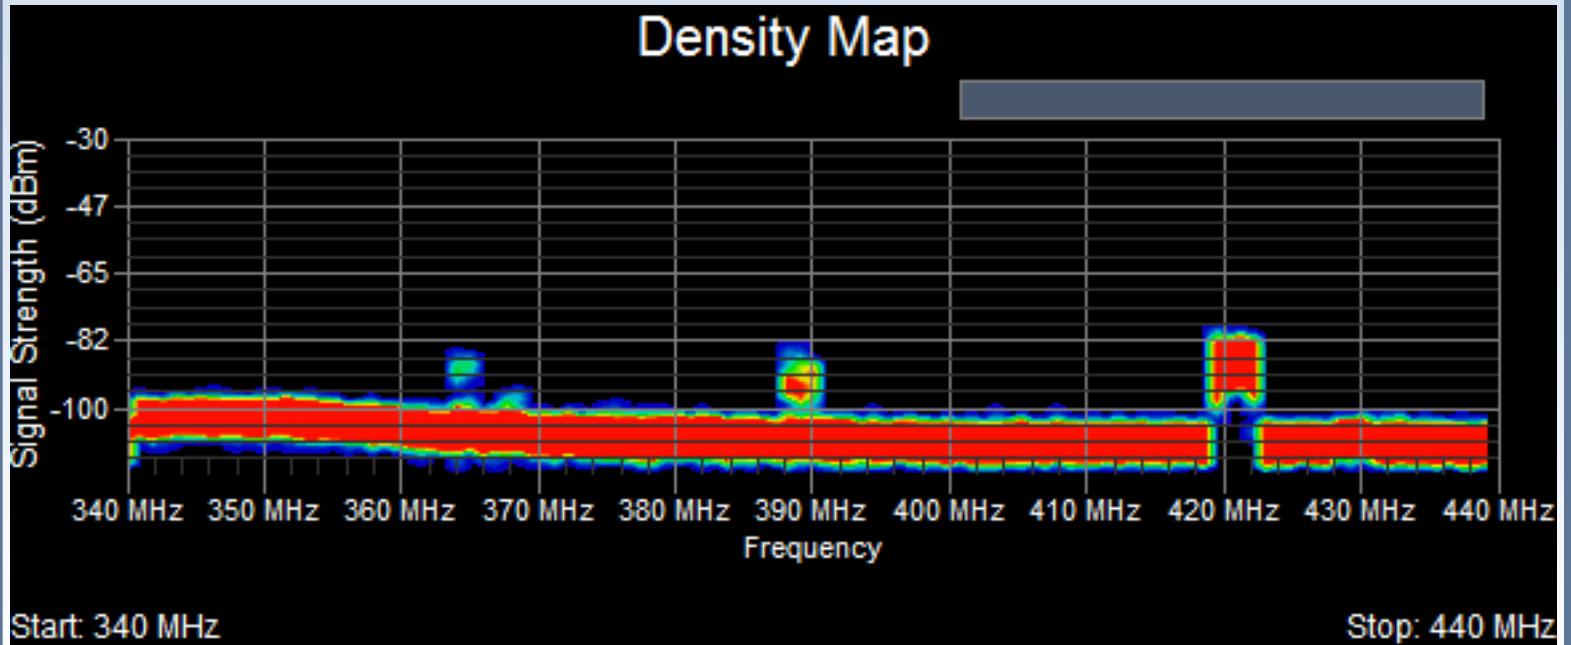 Density Map
Signal Strength (dBm)
-30
-47
-65
-82
-100
340 MHz 350 MHz 360 MHz 370 MHz 380 MHz 390 MHz 400 MHz 410 MHz 420 MHz 430 MHz 440 MHz
Frequency
Start: 340 MHz Stop: 440 MHz